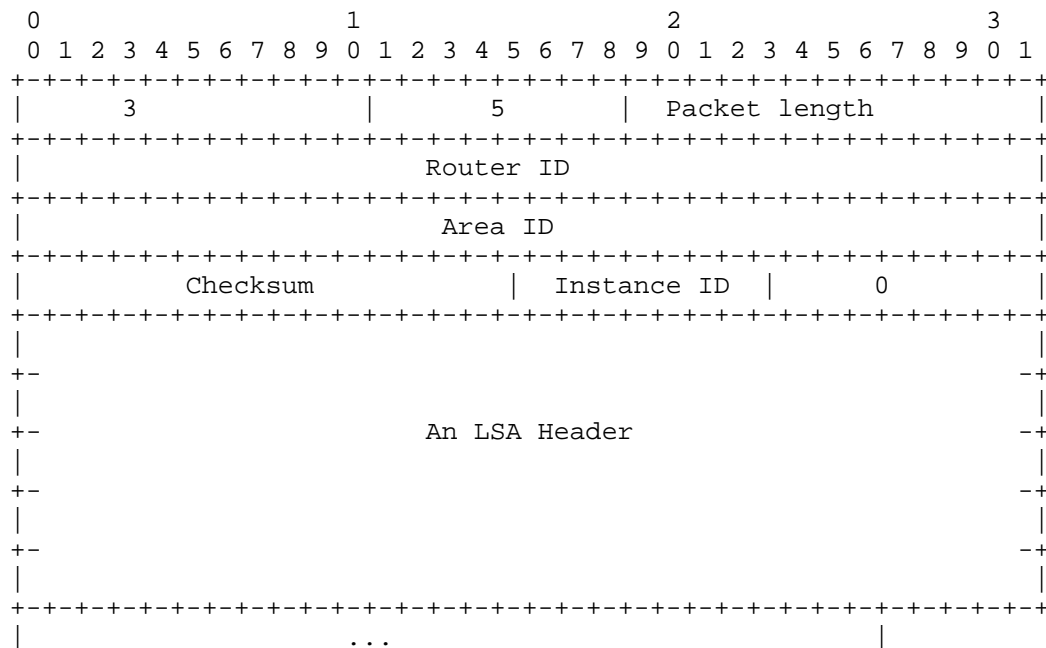 0                   1                   2                   3
0 1 2 3 4 5 6 7 8 9 0 1 2 3 4 5 6 7 8 9 0 1 2 3 4 5 6 7 8 9 0 1
+-+-+-+-+-+-+-+-+-+-+-+-+-+-+-+-+-+-+-+-+-+-+-+-+-+-+-+-+-+-+-+-+
|      3              |       5       |  Packet length          |
+-+-+-+-+-+-+-+-+-+-+-+-+-+-+-+-+-+-+-+-+-+-+-+-+-+-+-+-+-+-+-+-+
|                         Router ID                             |
+-+-+-+-+-+-+-+-+-+-+-+-+-+-+-+-+-+-+-+-+-+-+-+-+-+-+-+-+-+-+-+-+
|                          Area ID                              |
+-+-+-+-+-+-+-+-+-+-+-+-+-+-+-+-+-+-+-+-+-+-+-+-+-+-+-+-+-+-+-+-+
|          Checksum            |  Instance ID  |      0         |
+-+-+-+-+-+-+-+-+-+-+-+-+-+-+-+-+-+-+-+-+-+-+-+-+-+-+-+-+-+-+-+-+
|                                                               |
+-                                                             -+
|                                                               |
+-                        An LSA Header                        -+
|                                                               |
+-                                                             -+
|                                                               |
+-                                                             -+
|                                                               |
+-+-+-+-+-+-+-+-+-+-+-+-+-+-+-+-+-+-+-+-+-+-+-+-+-+-+-+-+-+-+-+-+
|                    ...                              |